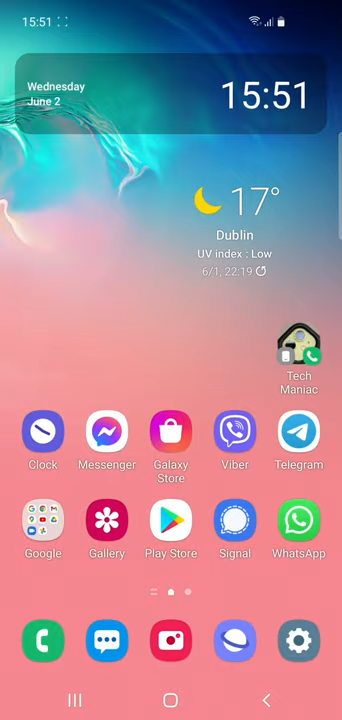 15:51
Wednesday
June 2
15:51
17°
Dublin
UV index : Low
6/1, 22:19
Tech
Maniac
Clock
Messenger
Galaxy
Store
Viber
Telegram
Google
Gallery
Play Store
Signal
WhatsApp